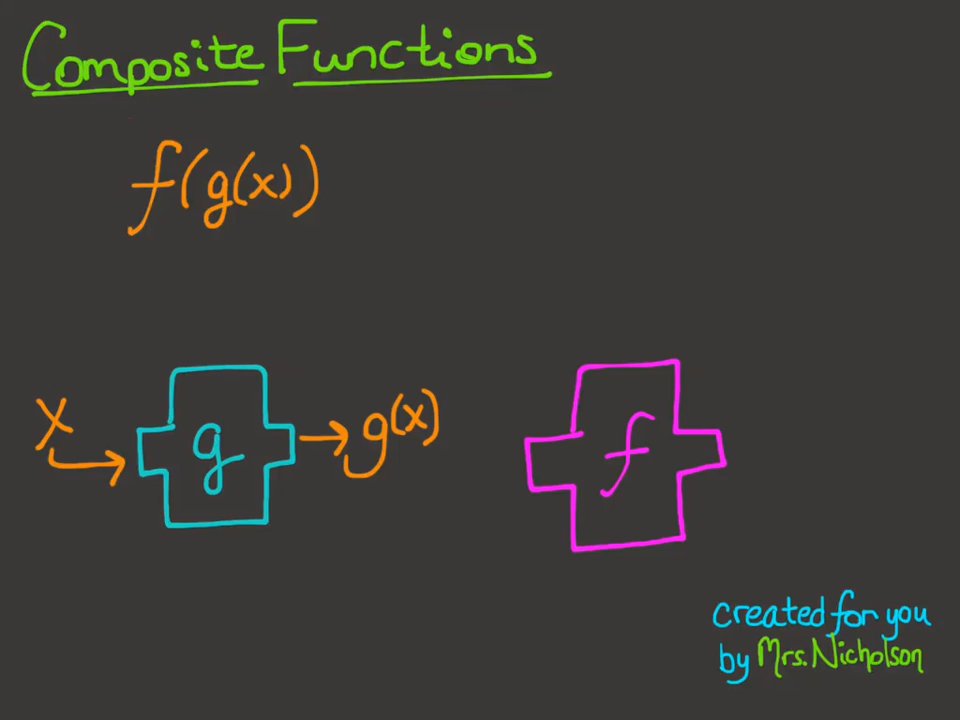 Composite Functions
f(g(x))
x g g(x) f
created for you
by Mrs. Nicholson